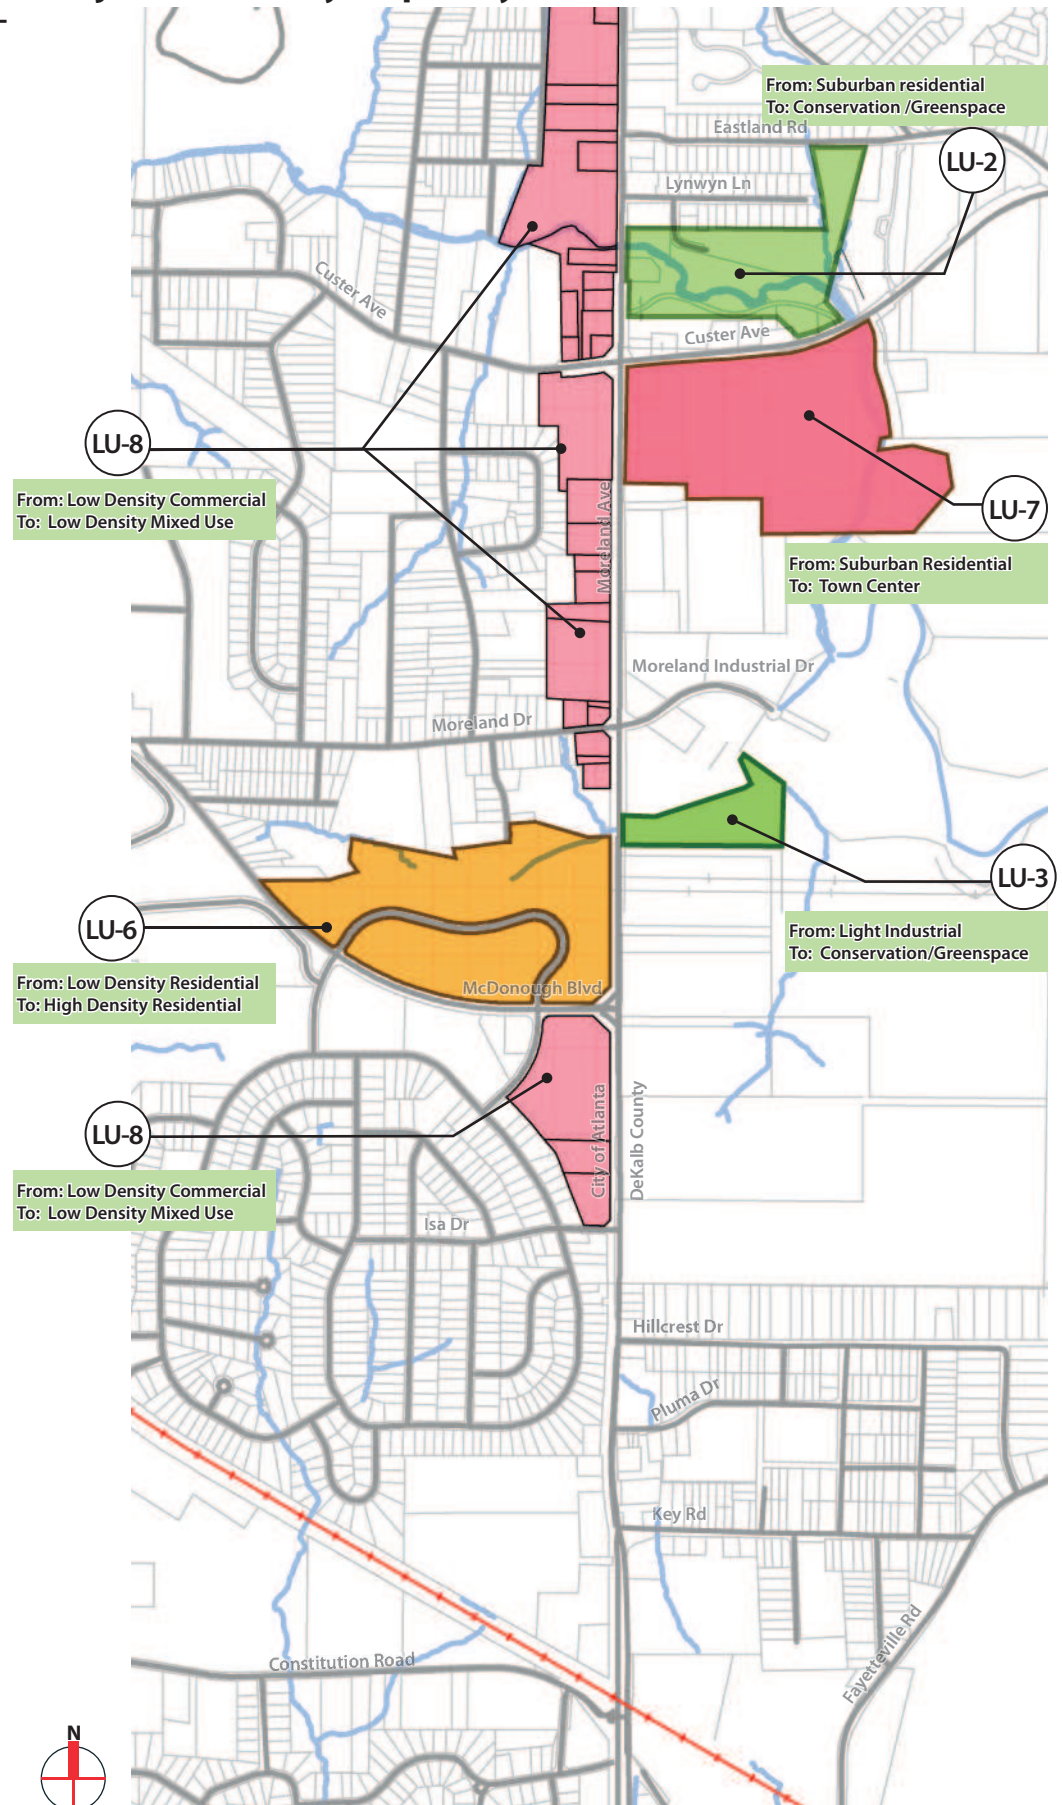 From: Suburban residential
To: Conservation /Greenspace
Eastland Rd
LU-2
Lynwyn Ln
Custer Ave
Custer Ave
LU-8
From: Low Density Commercial
To: Low Density Mixed Use
Moreland Ave
LU-7
From: Suburban Residential
To: Town Center
Moreland Industrial Dr
Moreland Dr
LU-3
From: Light Industrial
To: Conservation/Greenspace
LU-6
From: Low Density Residential
To: High Density Residential
McDonough Blvd
LU-8
From: Low Density Commercial
To: Low Density Mixed Use
City of Atlanta
DeKalb County
Isa Dr
Hillcrest Dr
Pluma Dr
Key Rd
Fayetteville Rd
Constitution Road
N